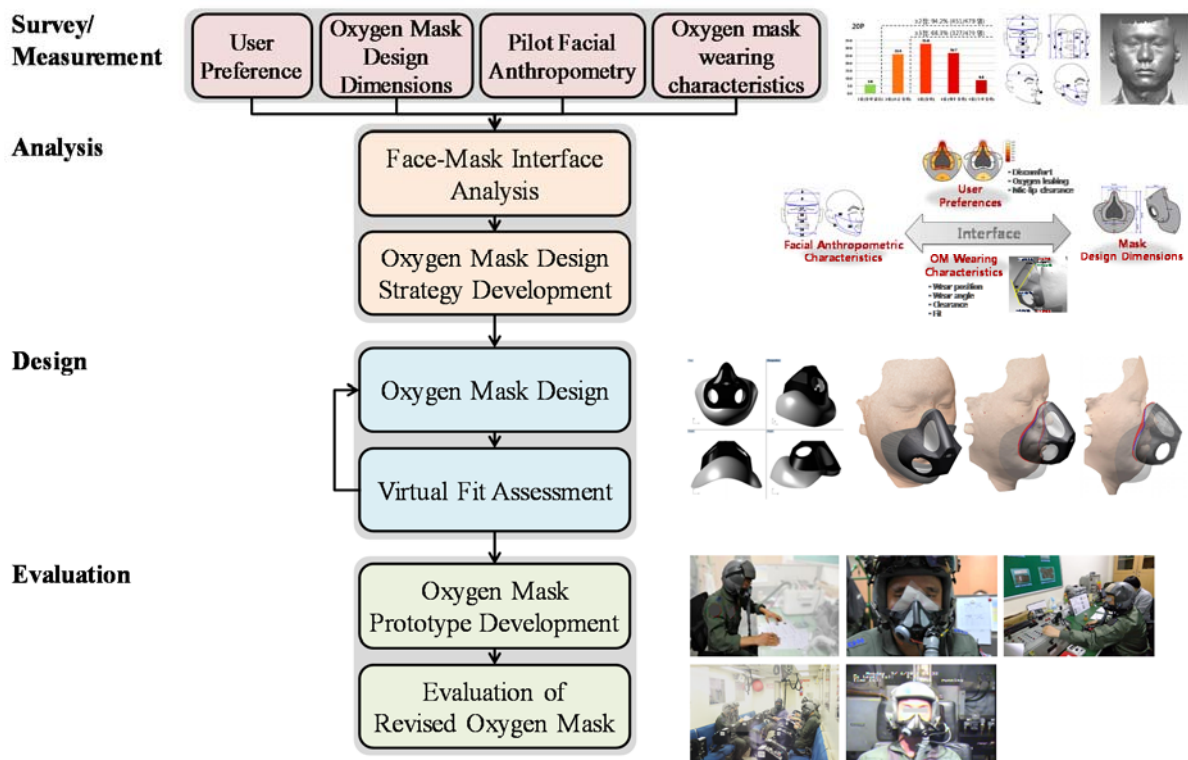 Survey/
Measurement
User
Preference
Oxygen Mask
Design
Dimensions
Pilot Facial
Anthropometry
Oxygen mask
wearing
characteristics
20P
Analysis
Face-Mask Interface
Analysis
Oxygen Mask Design
Strategy Development
• Discomfort
• Oxygen leaking
• Mic-lip clearance
User
Preferences
Interface
Facial Anthropometric
Characteristics
Mask
Design Dimensions
OM Wearing
Characteristics
• Wear position
• Wear angle
• Clearance
• Fit
Design
Oxygen Mask Design
Virtual Fit Assessment
Evaluation
Oxygen Mask
Prototype Development
Evaluation of
Revised Oxygen Mask